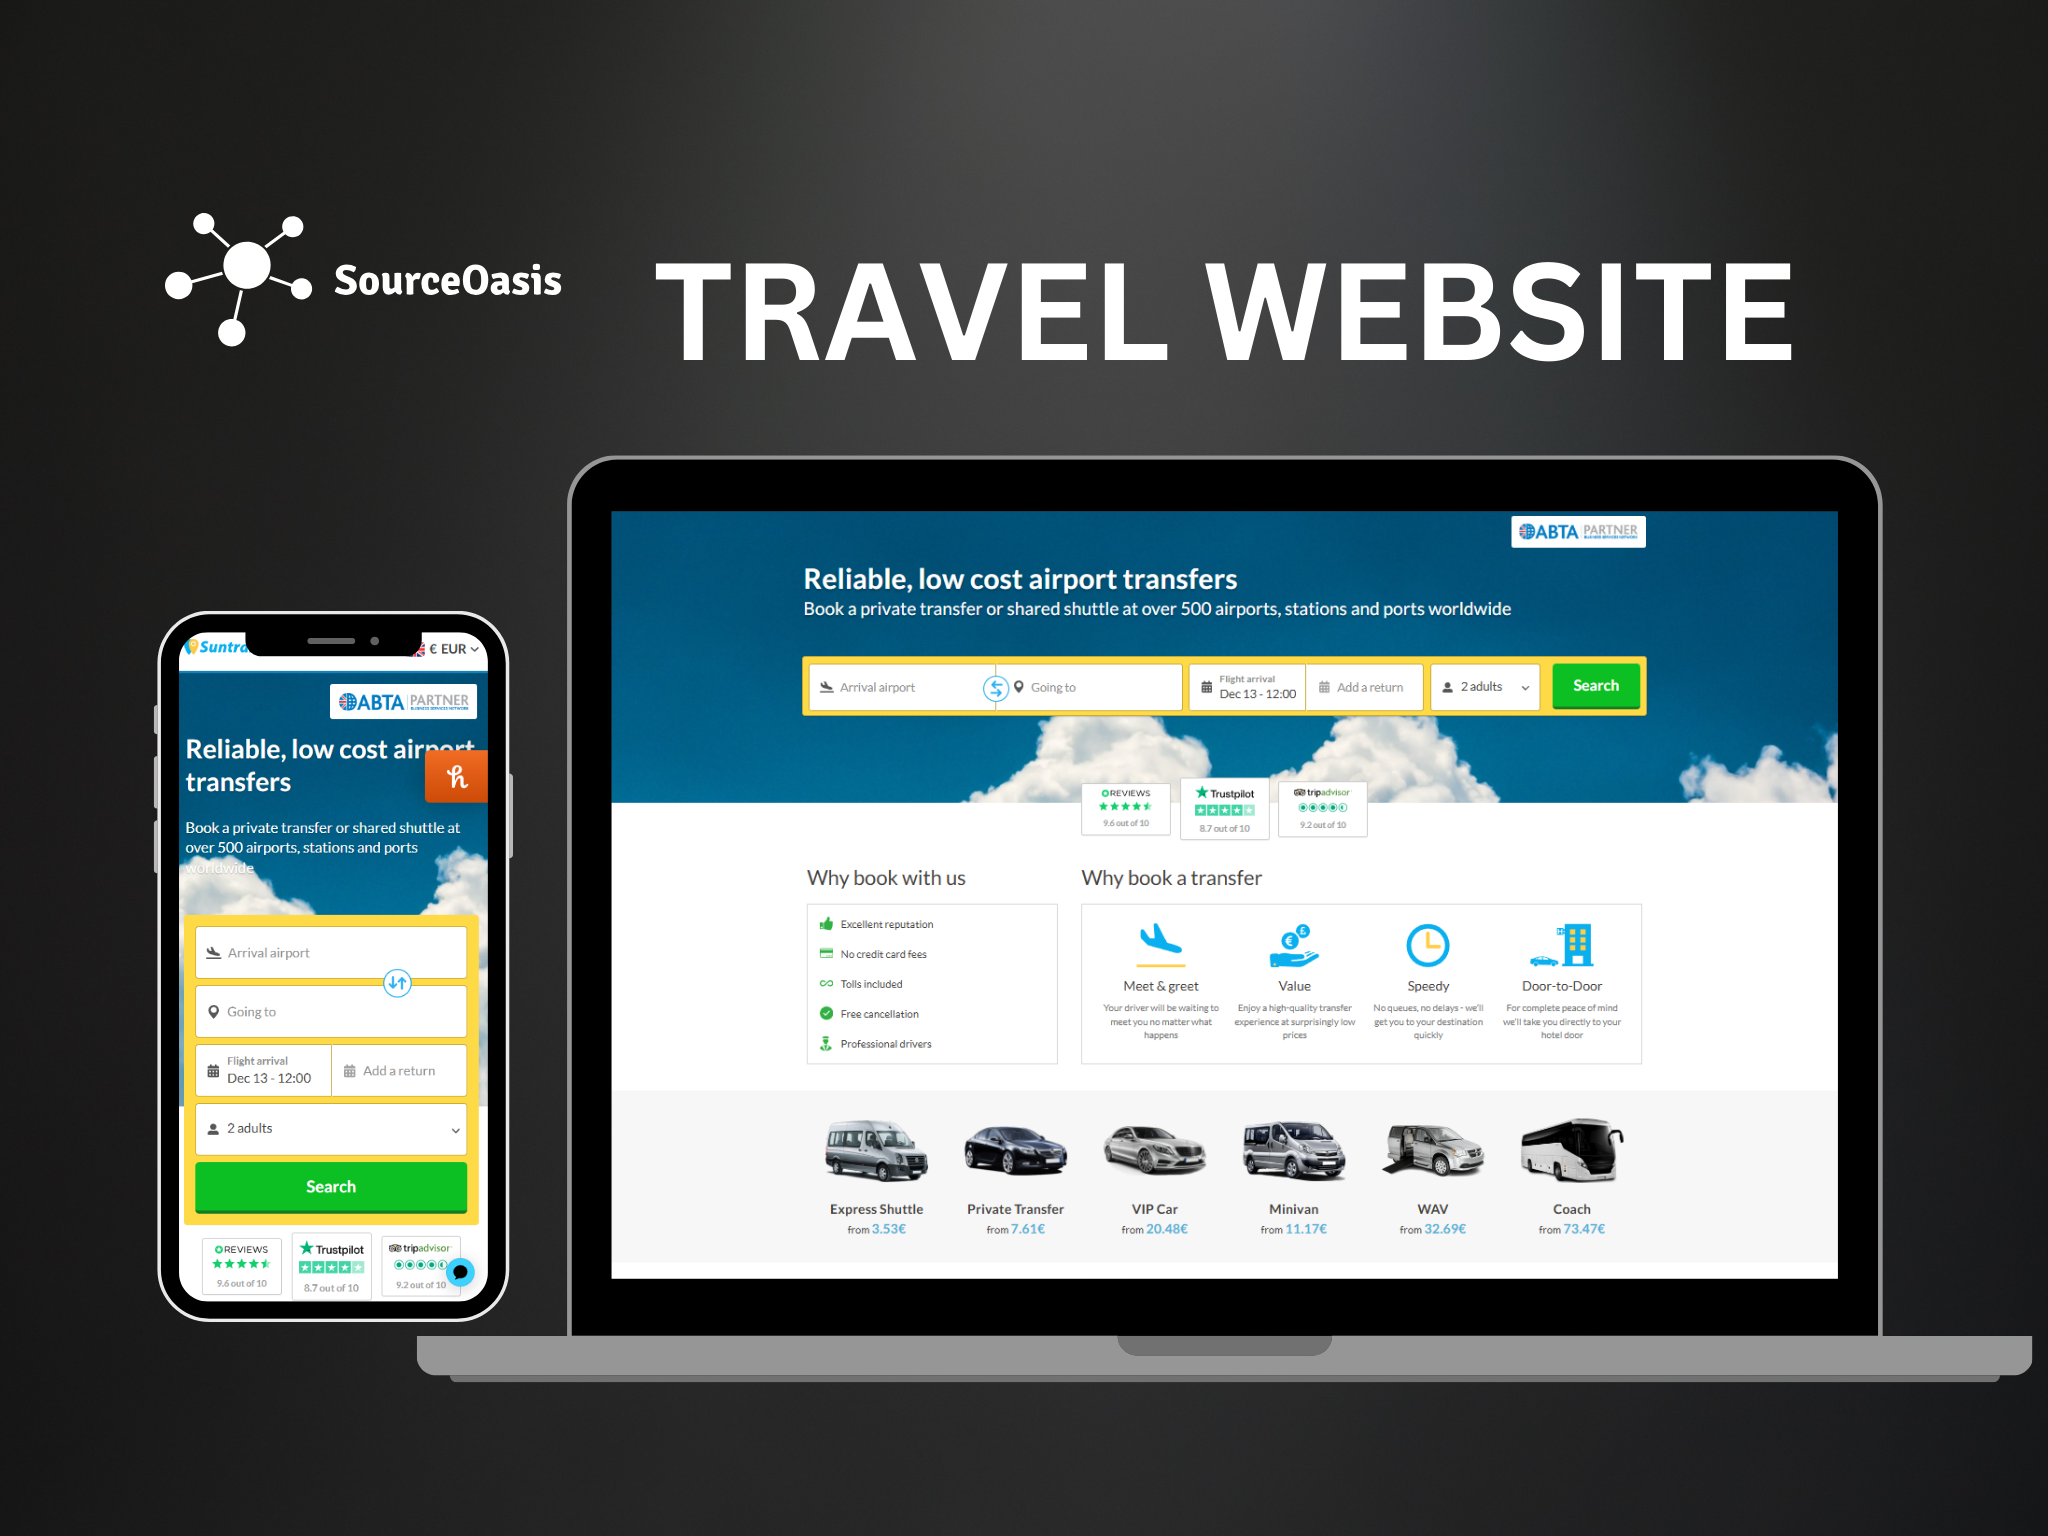 SourceOasis
TRAVEL WEBSITE
Suntra
€ EUR
ABTA PARTNER
BUSINESS SERVICES NETWORK
Reliable, low cost airport
transfers
Book a private transfer or shared shuttle at
over 500 airports, stations and ports
worldwide
Arrival airport
Going to
Flight arrival
Dec 13 - 12:00
Add a return
2 adults
Search
REVIEWS
9.6 out of 10
Trustpilot
8.7 out of 10
tripadvisor
9.2 out of 10
ABTA PARTNER
BUSINESS SERVICES NETWORK
Reliable, low cost airport transfers
Book a private transfer or shared shuttle at over 500 airports, stations and ports worldwide
Arrival airport
Going to
Flight arrival
Dec 13 - 12:00
Add a return
2 adults
Search
REVIEWS
9.6 out of 10
Trustpilot
8.7 out of 10
tripadvisor
9.2 out of 10
Why book with us
Excellent reputation
No credit card fees
Tolls included
Free cancellation
Professional drivers
Why book a transfer
Meet & greet
Your driver will be waiting to
meet you no matter what
happens
Value
Enjoy a high-quality transfer
experience at surprisingly low
prices
Speedy
No queues, no delays - we'll
get you to your destination
quickly
Door-to-Door
For complete peace of mind
we'll take you directly to your
hotel door
Express Shuttle
from 3.53€
Private Transfer
from 7.61€
VIP Car
from 20.48€
Minivan
from 11.17€
WAV
from 32.69€
Coach
from 73.47€